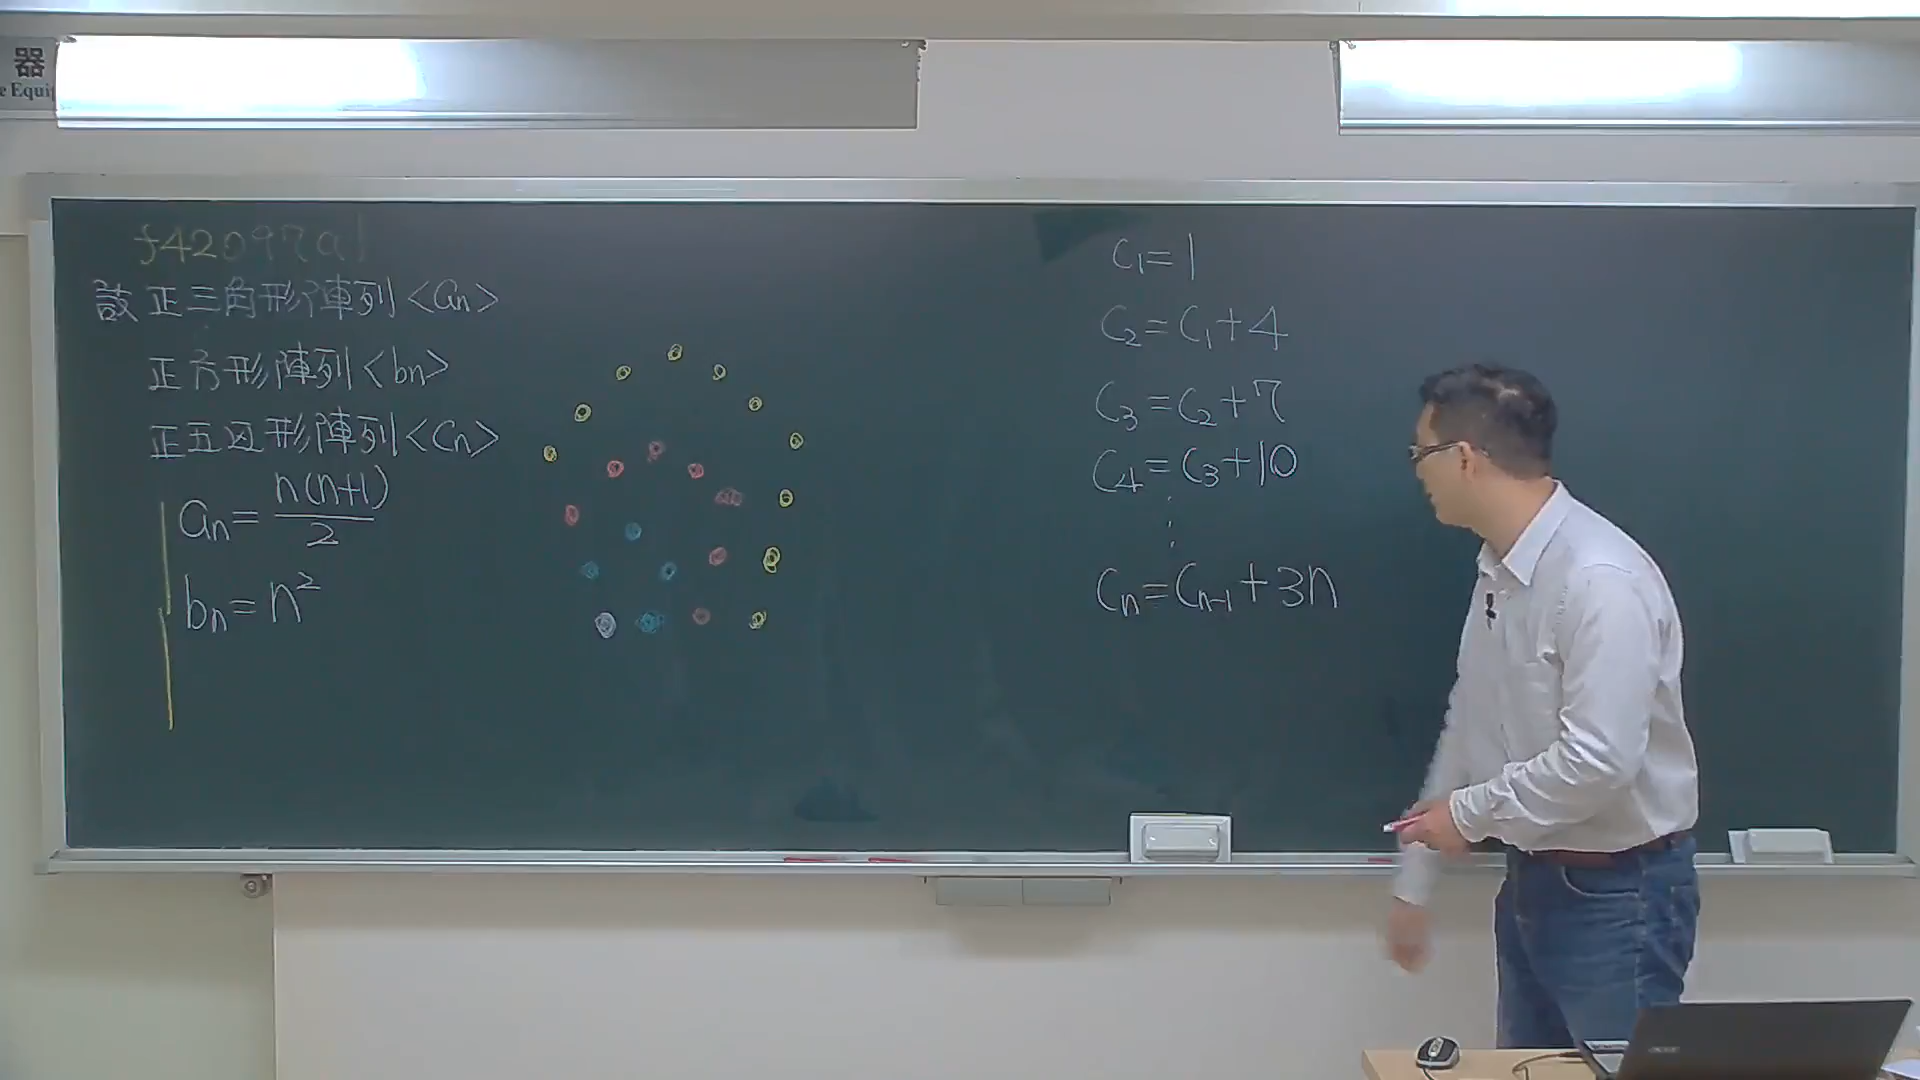 器
e Equi
f42097a1
設 正三角形陣列<an>
正方形陣列<bn>
正五边形陣列<cn>
an = n(n+1)/2
bn = n²
C1 = 1
C2 = C1 + 4
C3 = C2 + 7
C4 = C3 + 10
⋮
Cn = Cn-1 + 3n
acer